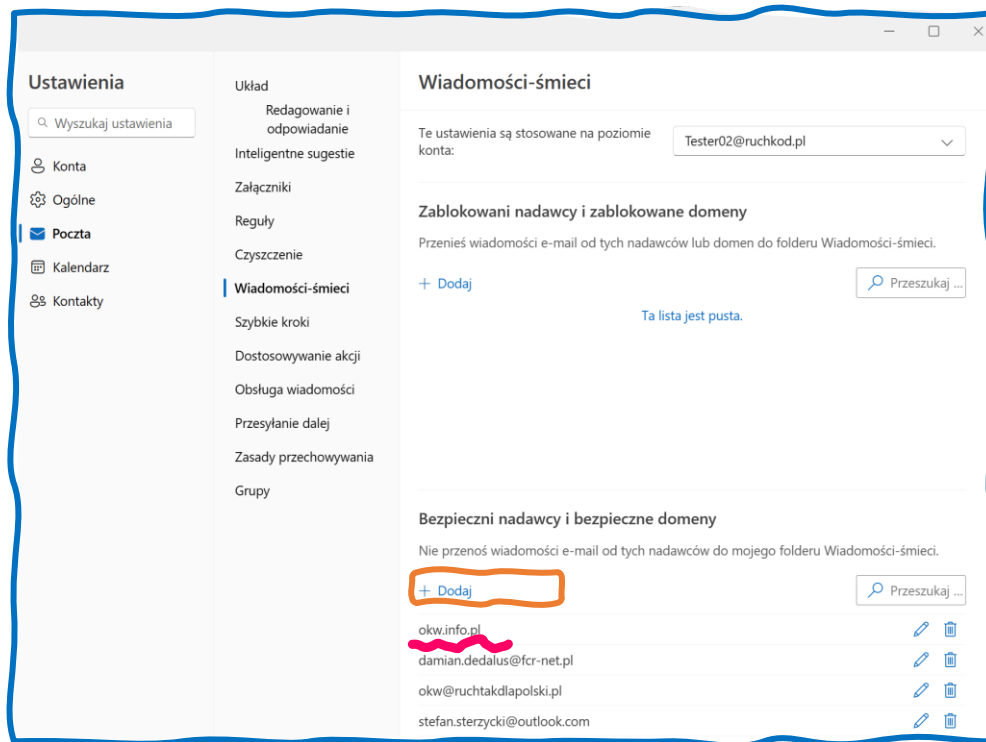 Ustawienia
Wyszukaj ustawienia
Konta
Ogólne
Poczta
Kalendarz
Kontakty
Układ
Redagowanie i
odpowiadanie
Inteligentne sugestie
Załączniki
Reguły
Czyszczenie
Wiadomości-śmieci
Szybkie kroki
Dostosowywanie akcji
Obsługa wiadomości
Przesyłanie dalej
Zasady przechowywania
Grupy
Wiadomości-śmieci
Te ustawienia są stosowane na poziomie
konta:
Tester02@ruchkod.pl
Zablokowani nadawcy i zablokowane domeny
Przenieś wiadomości e-mail od tych nadawców lub domen do folderu Wiadomości-śmieci.
+ Dodaj
Przeszukaj ...
Ta lista jest pusta.
Bezpieczni nadawcy i bezpieczne domeny
Nie przenoś wiadomości e-mail od tych nadawców do mojego folderu Wiadomości-śmieci.
+ Dodaj
Przeszukaj ...
okw.info.pl
damian.dedalus@fcr-net.pl
okw@ruchtakdlapolski.pl
stefan.sterzycki@outlook.com